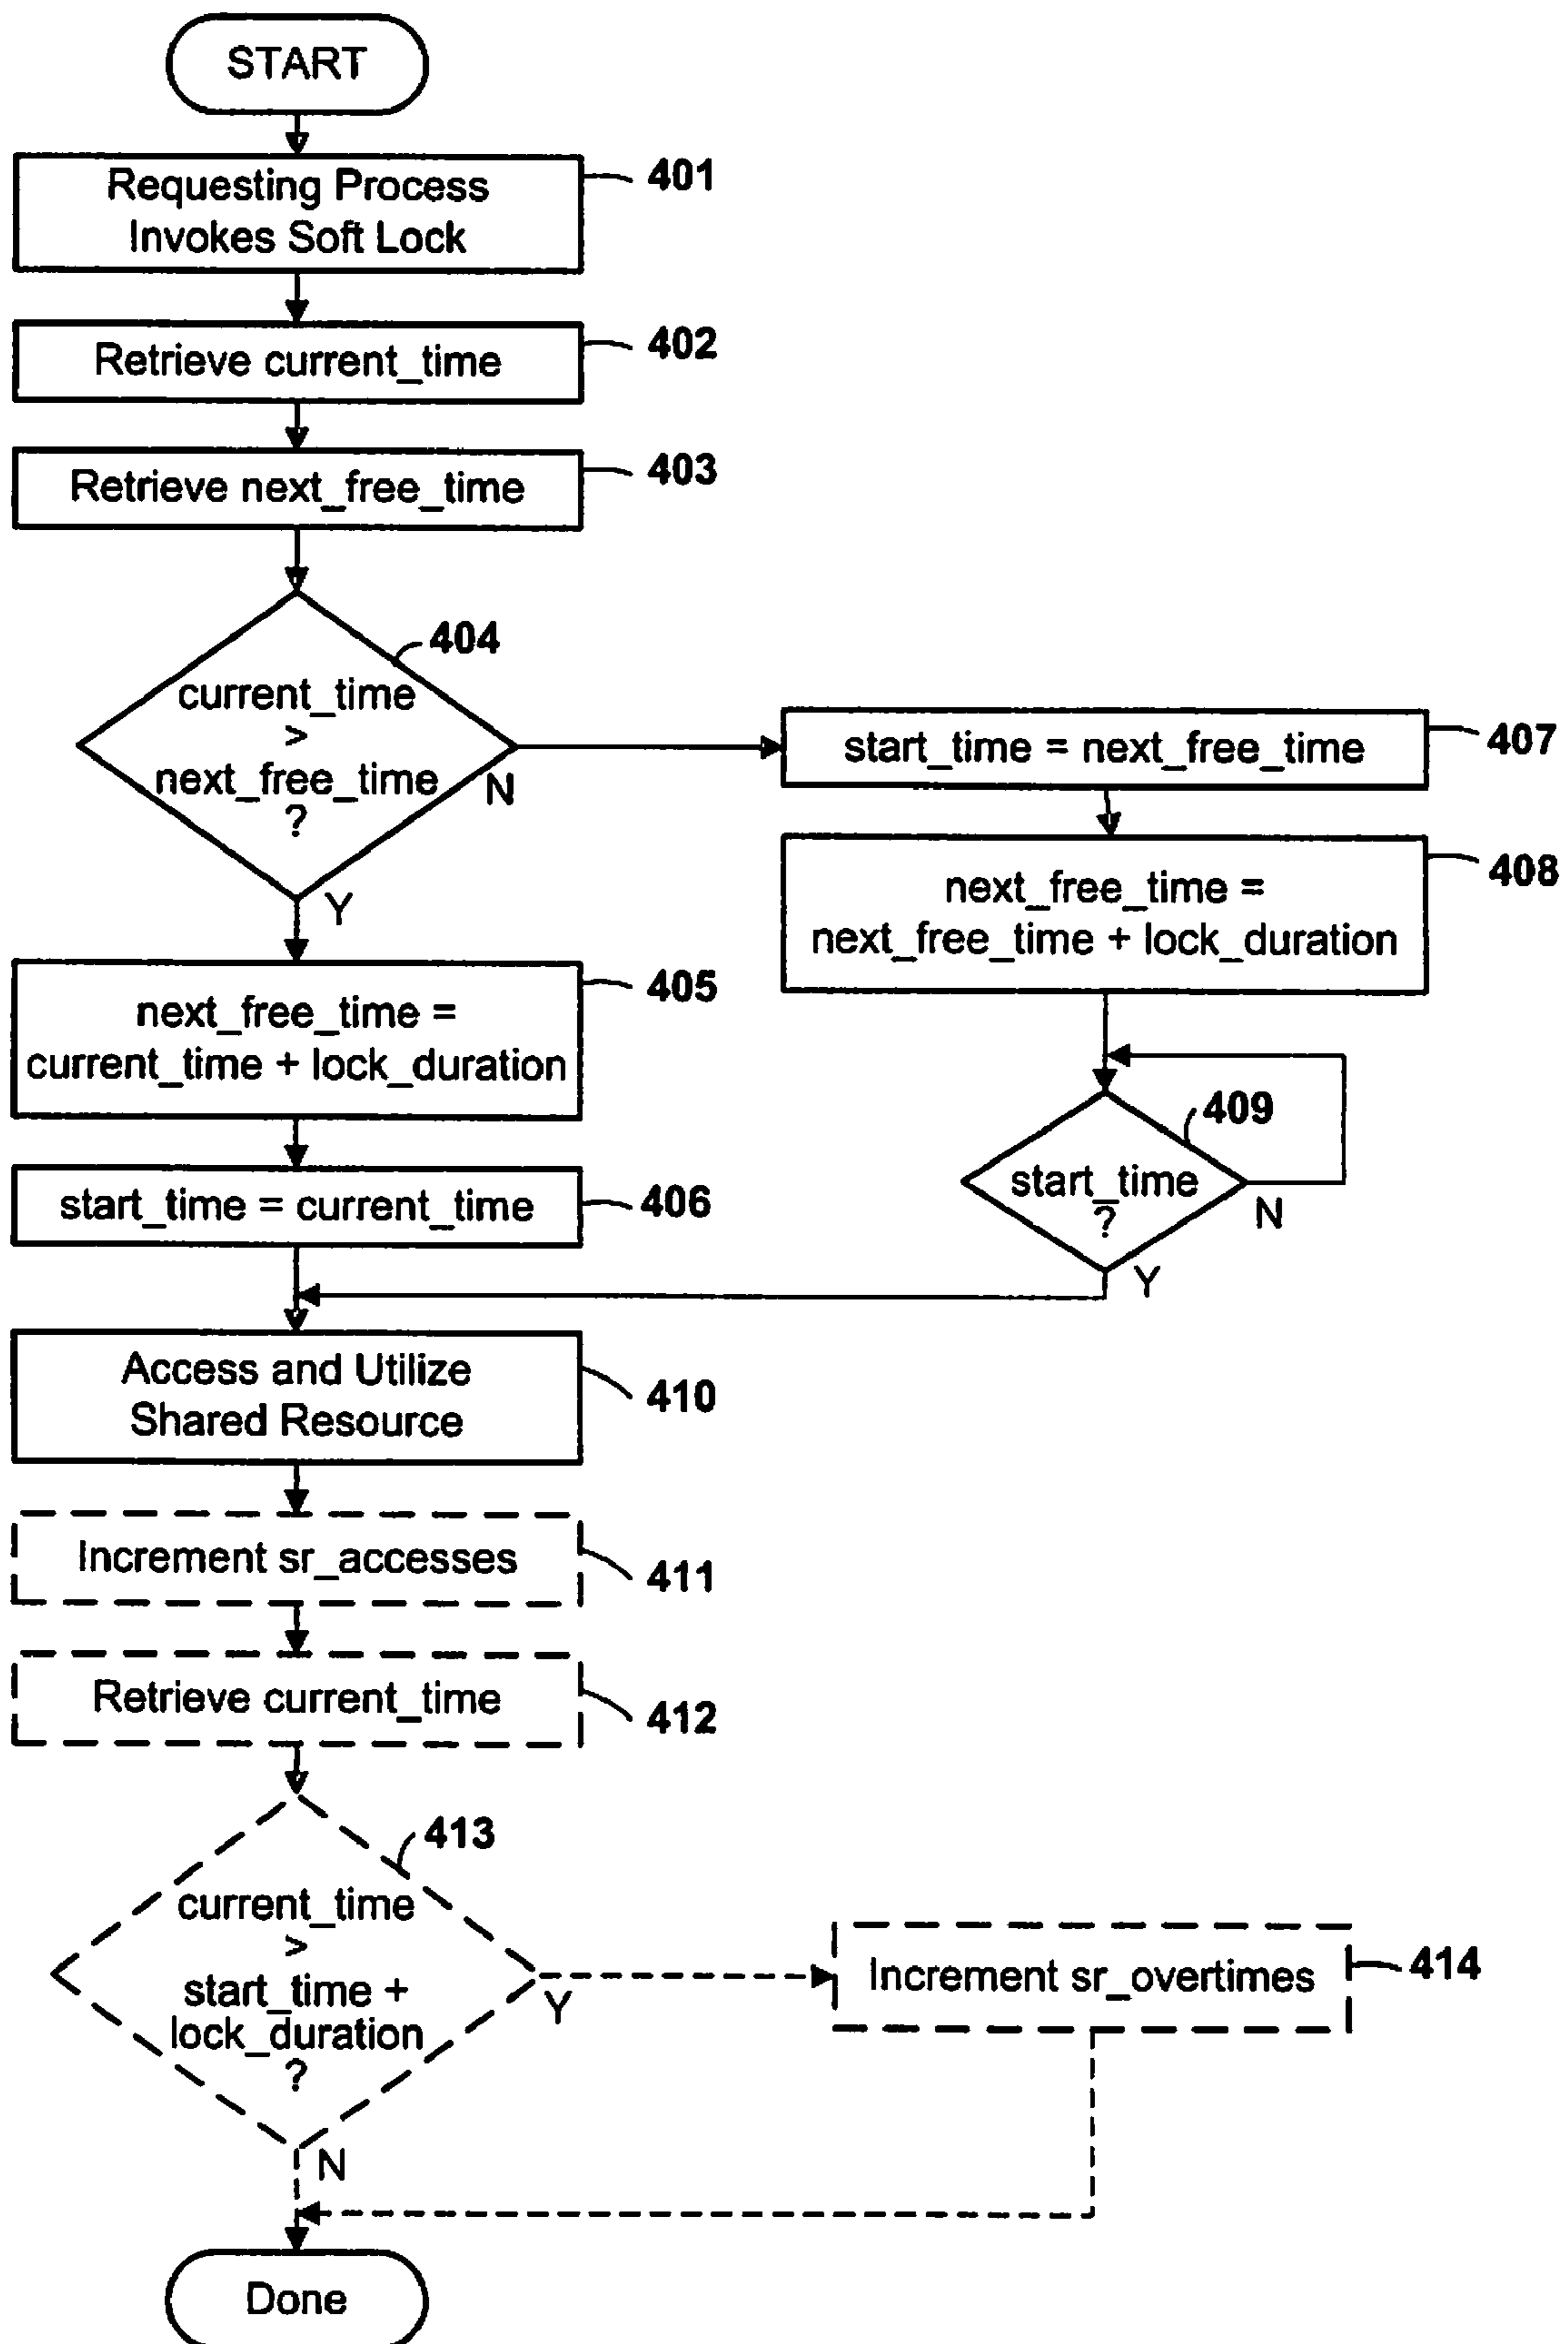 START
Requesting Process
Invokes Soft Lock
401
Retrieve current_time
402
Retrieve next_free_time
403
404
current_time
>
next_free_time
?
N
Y
start_time = next_free_time
407
next_free_time =
next_free_time + lock_duration
408
next_free_time =
current_time + lock_duration
405
409
start_time
?
N
Y
start_time = current_time
406
Access and Utilize
Shared Resource
410
Increment sr_accesses
411
Retrieve current_time
412
413
current_time
>
start_time +
lock_duration
?
Y
N
Increment sr_overtimes
414
Done